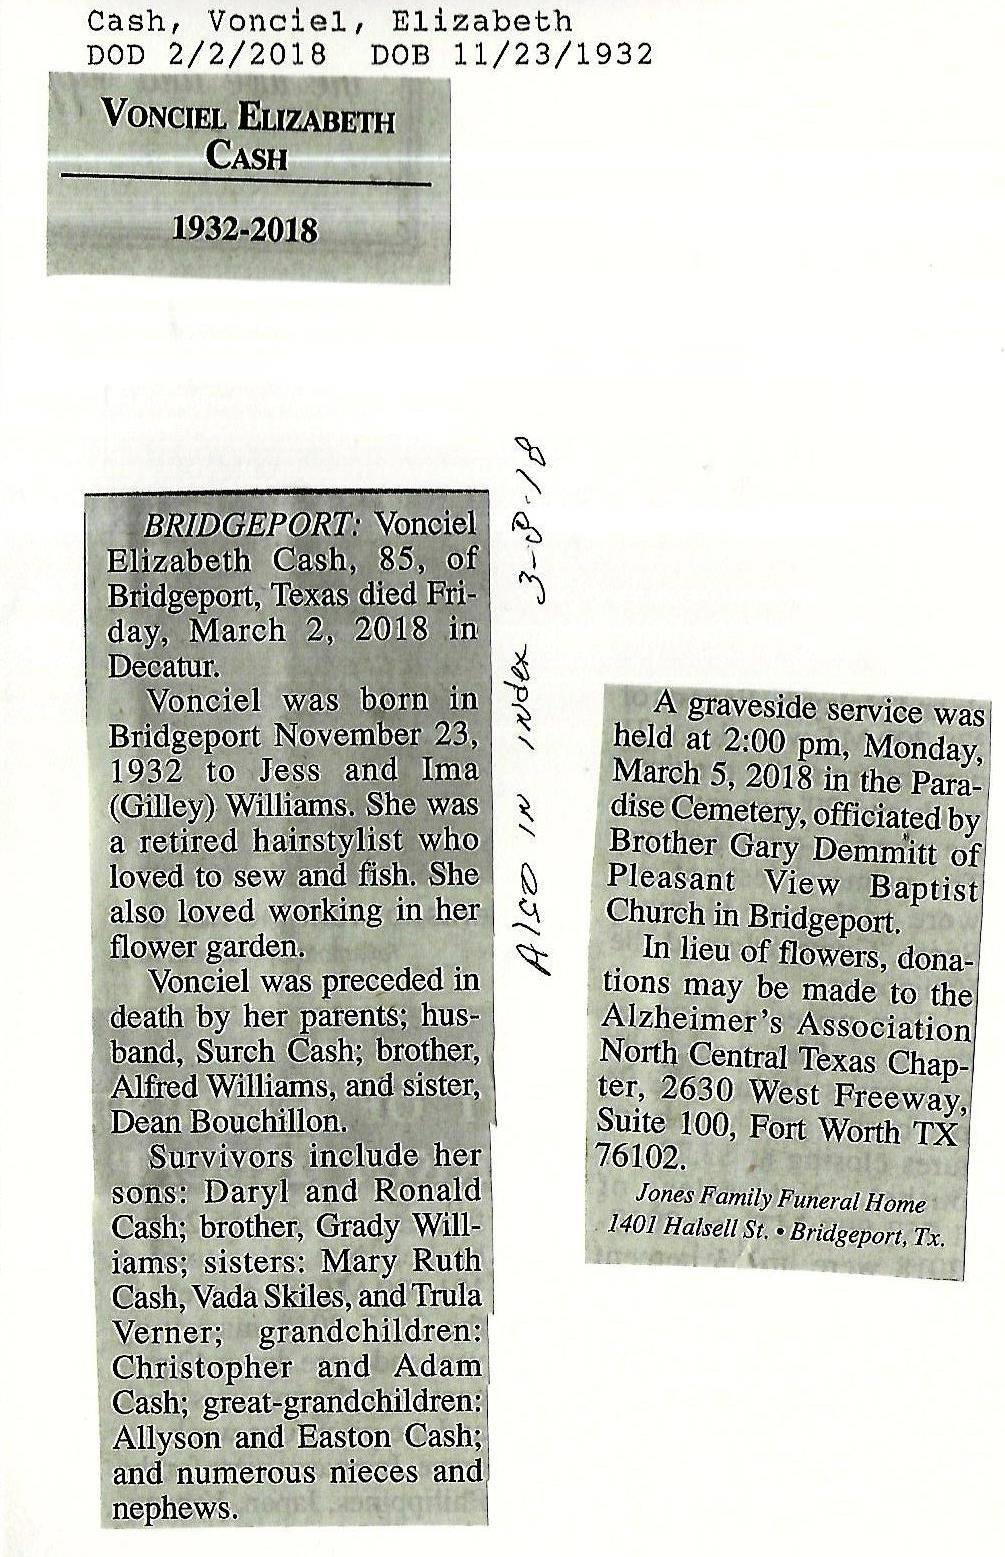 Cash, Vonciel, Elizabeth
DOD 2/2/2018 DOB 11/23/1932
VONCIEL ELIZABETH
CASH
1932-2018
BRIDGEPORT: Vonciel
Elizabeth Cash, 85, of
Bridgeport, Texas died Fri-
day, March 2, 2018 in
Decatur.
Vonciel was born in
Bridgeport November 23,
1932 to Jess and Ima
(Gilley) Williams. She was
a retired hairstylist who
loved to sew and fish. She
also loved working in her
flower garden.
Vonciel was preceded in
death by her parents; hus-
band, Surch Cash; brother,
Alfred Williams, and sister,
Dean Bouchillon.
Survivors include her
sons: Daryl and Ronald
Cash; brother, Grady Will-
iams; sisters: Mary Ruth
Cash, Vada Skiles, and Trula
Verner; grandchildren:
Christopher and Adam
Cash; great-grandchildren:
Allyson and Easton Cash;
and numerous nieces and
nephews.
Also in index 3-8-18
A graveside service was
held at 2:00 pm, Monday,
March 5, 2018 in the Para-
dise Cemetery, officiated by
Brother Gary Demmitt of
Pleasant View Baptist
Church in Bridgeport.
In lieu of flowers, dona-
tions may be made to the
Alzheimer's Association
North Central Texas Chap-
ter, 2630 West Freeway,
Suite 100, Fort Worth TX
76102.
Jones Family Funeral Home
1401 Halsell St. • Bridgeport, Tx.